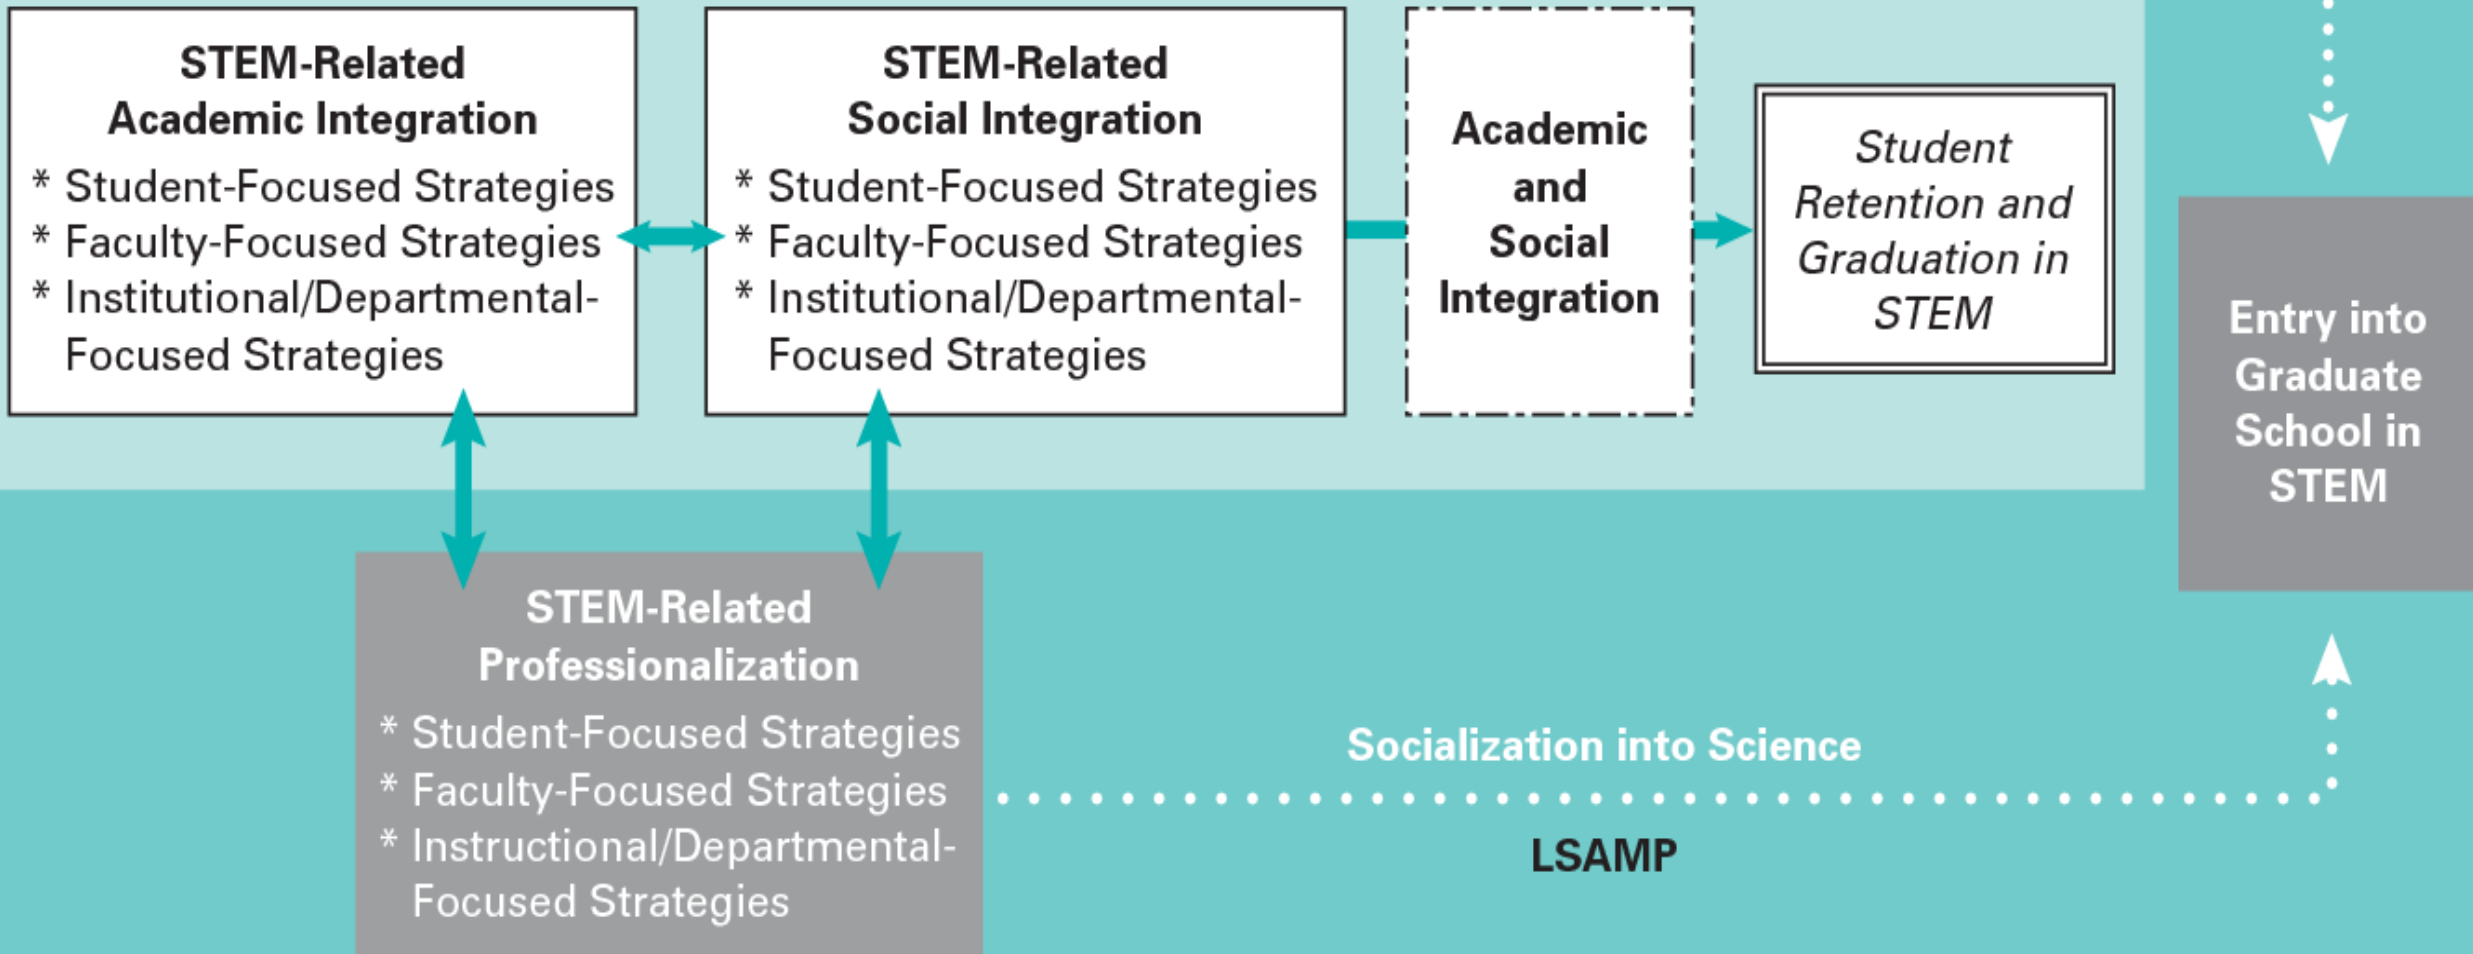 STEM-Related
Academic Integration
* Student-Focused Strategies
* Faculty-Focused Strategies
* Institutional/Departmental-
Focused Strategies
STEM-Related
Social Integration
* Student-Focused Strategies
* Faculty-Focused Strategies
* Institutional/Departmental-
Focused Strategies
Academic
and
Social
Integration
Student
Retention and
Graduation in
STEM
Entry into
Graduate
School in
STEM
STEM-Related
Professionalization
* Student-Focused Strategies
* Faculty-Focused Strategies
* Instructional/Departmental-
Focused Strategies
Socialization into Science
LSAMP